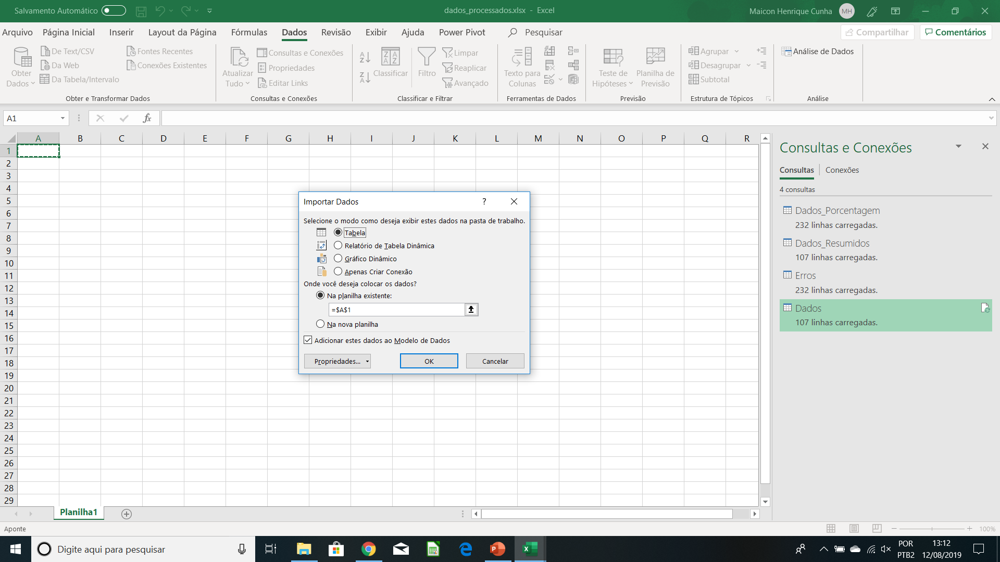 Salvamento Automático
dados_processados.xlsx - Excel
Maicon Henrique Cunha
MH
Arquivo Página Inicial Inserir Layout da Página Fórmulas Dados Revisão Exibir Ajuda Power Pivot Pesquisar Compartilhar Comentários
Obter Dados
De Text/CSV
Da Web
Da Tabela/Intervalo
Fontes Recentes
Conexões Existentes
Obter e Transformar Dados
Atualizar Tudo
Consultas e Conexões
Propriedades
Editar Links
Consultas e Conexões
Classificar
Filtro
Limpar
Reaplicar
Avançado
Classificar e Filtrar
Texto para Colunas
Ferramentas de Dados
Teste de Hipóteses
Planilha de Previsão
Previsão
Agrupar
Desagrupar
Subtotal
Estrutura de Tópicos
Análise de Dados
Análise
A1
fx
A B C D E F G H I J K L M N O P Q R
1
2
3
4
5
6
7
8
9
10
11
12
13
14
15
16
17
18
19
20
21
22
23
24
25
26
27
28
29
Importar Dados ?
Selecione o modo como deseja exibir estes dados na pasta de trabalho.
Tabela
Relatório de Tabela Dinâmica
Gráfico Dinâmico
Apenas Criar Conexão
Onde você deseja colocar os dados?
Na planilha existente:
=$A$1
Na nova planilha
Adicionar estes dados ao Modelo de Dados
Propriedades... OK Cancelar
Consultas e Conexões
Consultas Conexões
4 consultas
Dados_Porcentagem
232 linhas carregadas.
Dados_Resumidos
107 linhas carregadas.
Erros
232 linhas carregadas.
Dados
107 linhas carregadas.
Planilha1
Aponte
100%
Digite aqui para pesquisar
POR
PTB2
13:12
12/08/2019